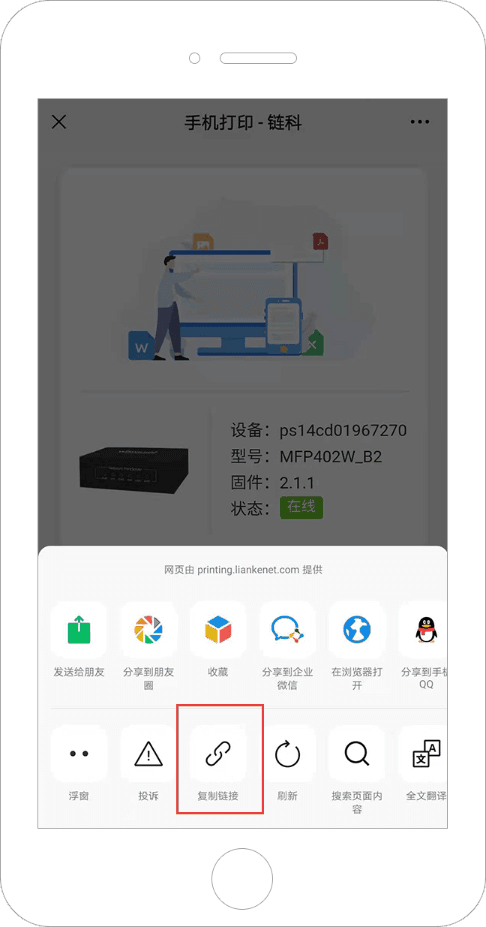 手机打印 - 链科
W
X
设备：ps14cd01967270
型号：MFP402W_B2
固件：2.1.1
状态：在线
网页由 printing.liankenet.com 提供
发送给朋友
分享到朋友
圈
收藏
分享到企业
微信
在浏览器打
开
分享到手机
QQ
浮窗
投诉
复制链接
刷新
搜索页面内
容
文 A
全文翻译